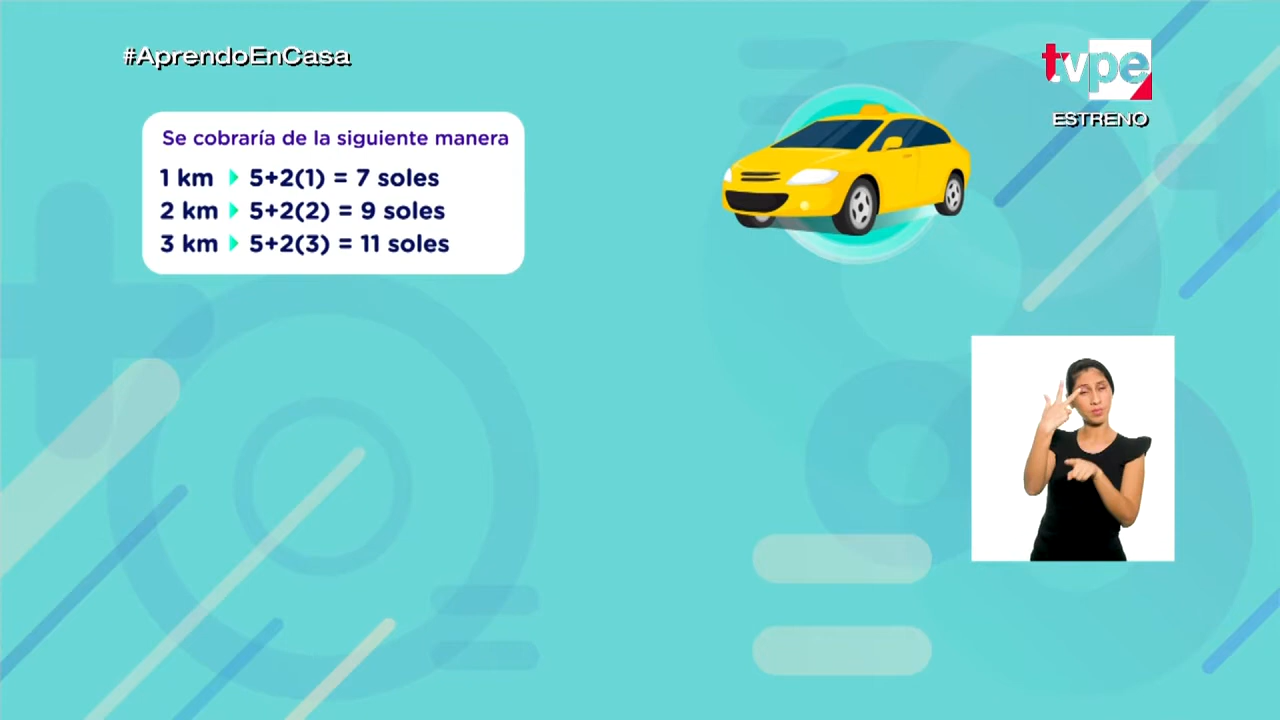 #AprendoEnCasa
tvpe
ESTRENO
Se cobraría de la siguiente manera
1 km 5+2(1) = 7 soles
2 km 5+2(2) = 9 soles
3 km 5+2(3) = 11 soles